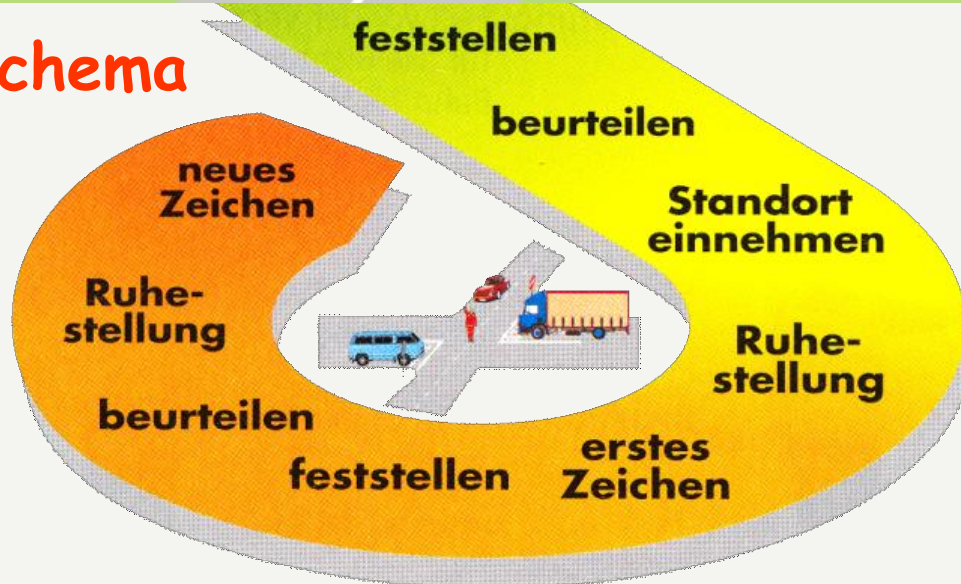 chema
feststellen
beurteilen
Standort
einnehmen
Ruhe-
stellung
erstes
Zeichen
feststellen
beurteilen
Ruhe-
stellung
neues
Zeichen